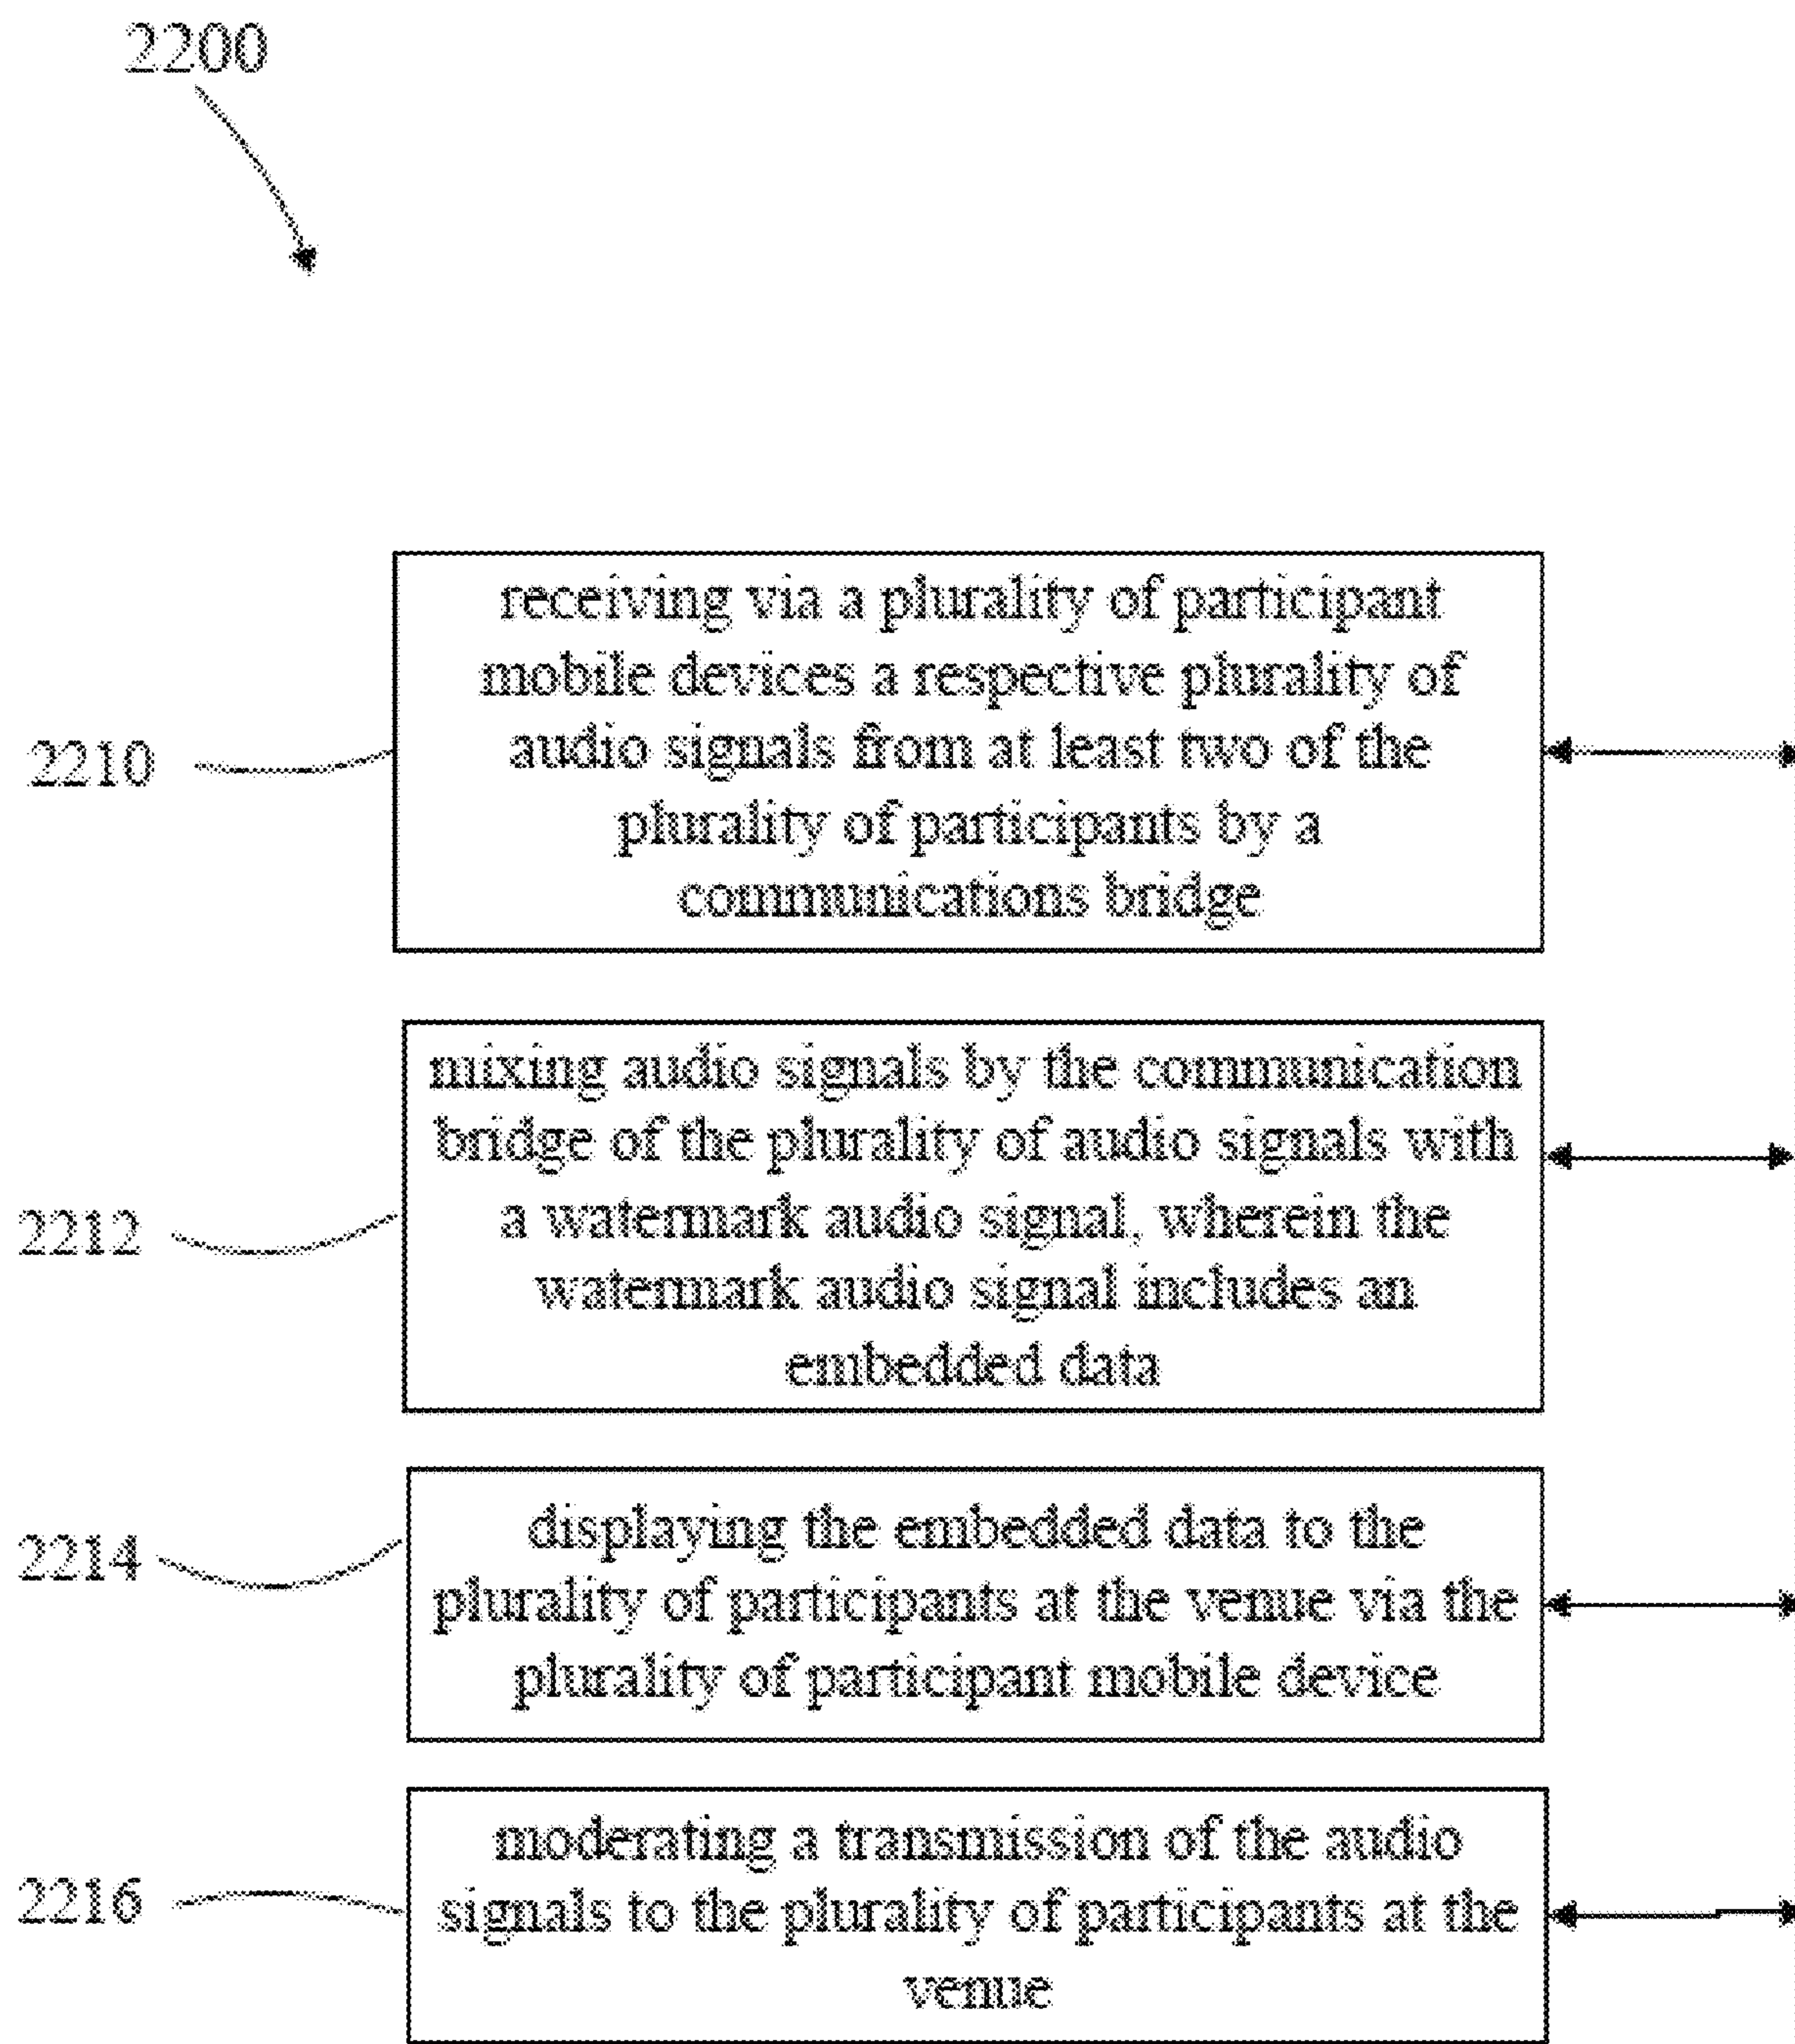 2200
receiving via a plurality of participant
mobile devices a respective plurality of
audio signals from at least two of the
2210
plurality of participants by a
communications bridge
mixing audio signals by the communication
bridge of the plurality of audio signals with
a watermark audio signal, wherein the
2212
watermark audio signal includes an
embedded data
displaying the embedded data to the
2214
plurality of participants at the venue via the
plurality of participant mobile device
moderating a transmission of the audio
2216
signals to the plurality of participants at the
venue